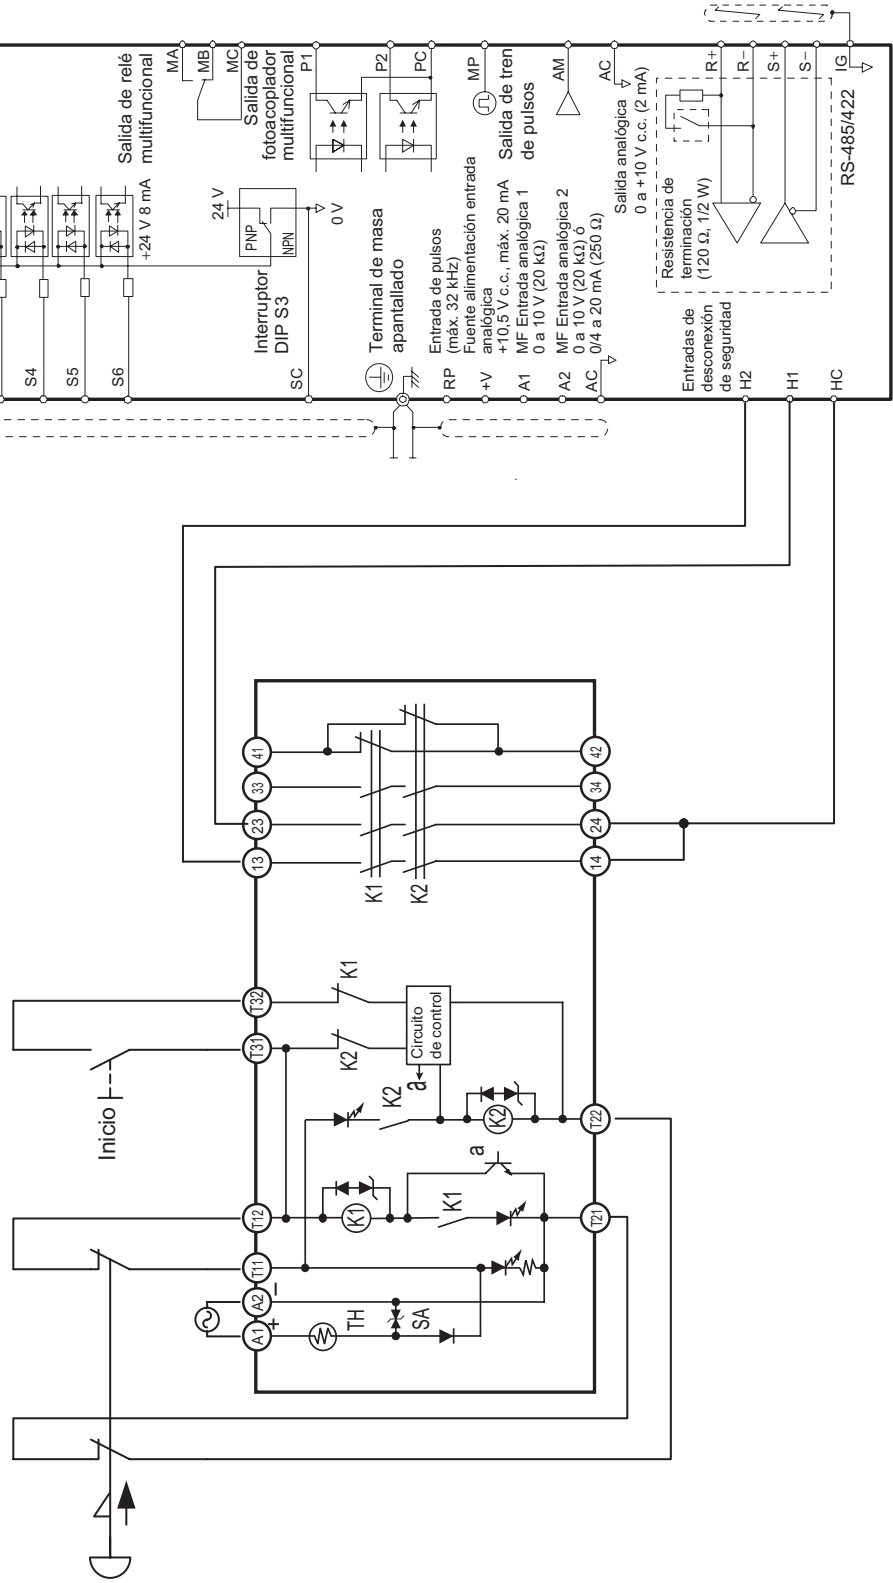 Salida de relé
multifuncional
MA
MB
MC
Salida de
fotoacoplador
multifuncional
P1
P2
PC
MP
Salida de tren
de pulsos
AM
AC
Salida analógica
0 a +10 V c.c. (2 mA)
R+
R−
S+
S−
IG
RS-485/422
Resistencia de
terminación
(120 Ω, 1/2 W)
+24 V 8 mA
24 V
PNP
NPN
0 V
Interruptor
DIP S3
Terminal de masa
apantallado
Entrada de pulsos
(máx. 32 kHz)
Fuente alimentación entrada
analógica
+10,5 V c.c., máx. 20 mA
MF Entrada analógica 1
0 a 10 V (20 kΩ)
MF Entrada analógica 2
0 a 10 V (20 kΩ) ó
0/4 a 20 mA (250 Ω)
Entradas de
desconexión
de seguridad
S4
S5
S6
SC
RP
+V
A1
A2
AC
H2
H1
HC
41
33
23
13
42
34
24
14
K1
K2
T32
T31
K1
K2
Circuito
de control
a
K2
K2
T22
Inicio
a
T12
K1
K1
T21
T11
A2
−
A1
+
TH
SA